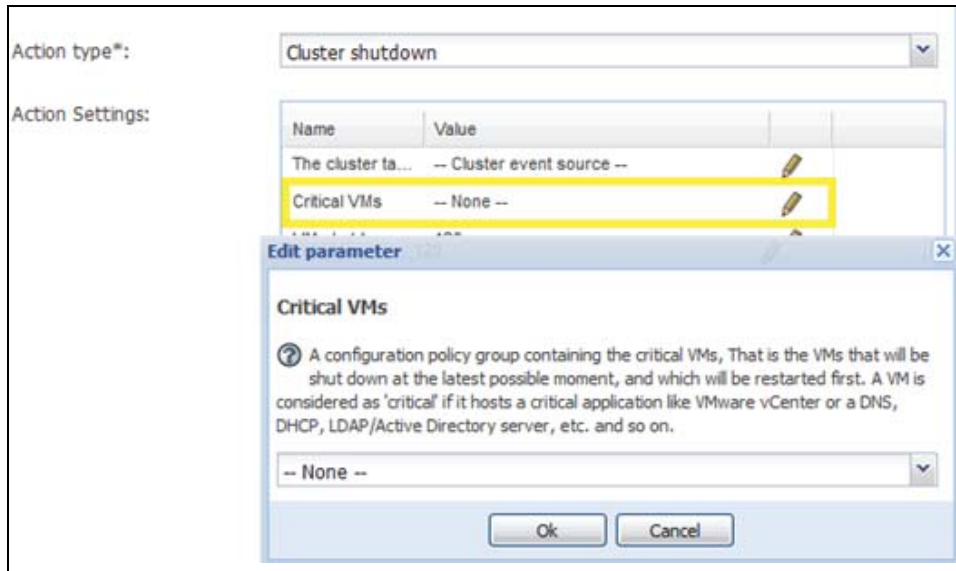 Action type*:
Cluster shutdown
Action Settings:
Name Value
The cluster ta... -- Cluster event source --
Critical VMs -- None --
Edit parameter
Critical VMs
A configuration policy group containing the critical VMs, That is the VMs that will be
shut down at the latest possible moment, and which will be restarted first. A VM is
considered as 'critical' if it hosts a critical application like VMware vCenter or a DNS,
DHCP, LDAP/Active Directory server, etc. and so on.
-- None --
Ok Cancel